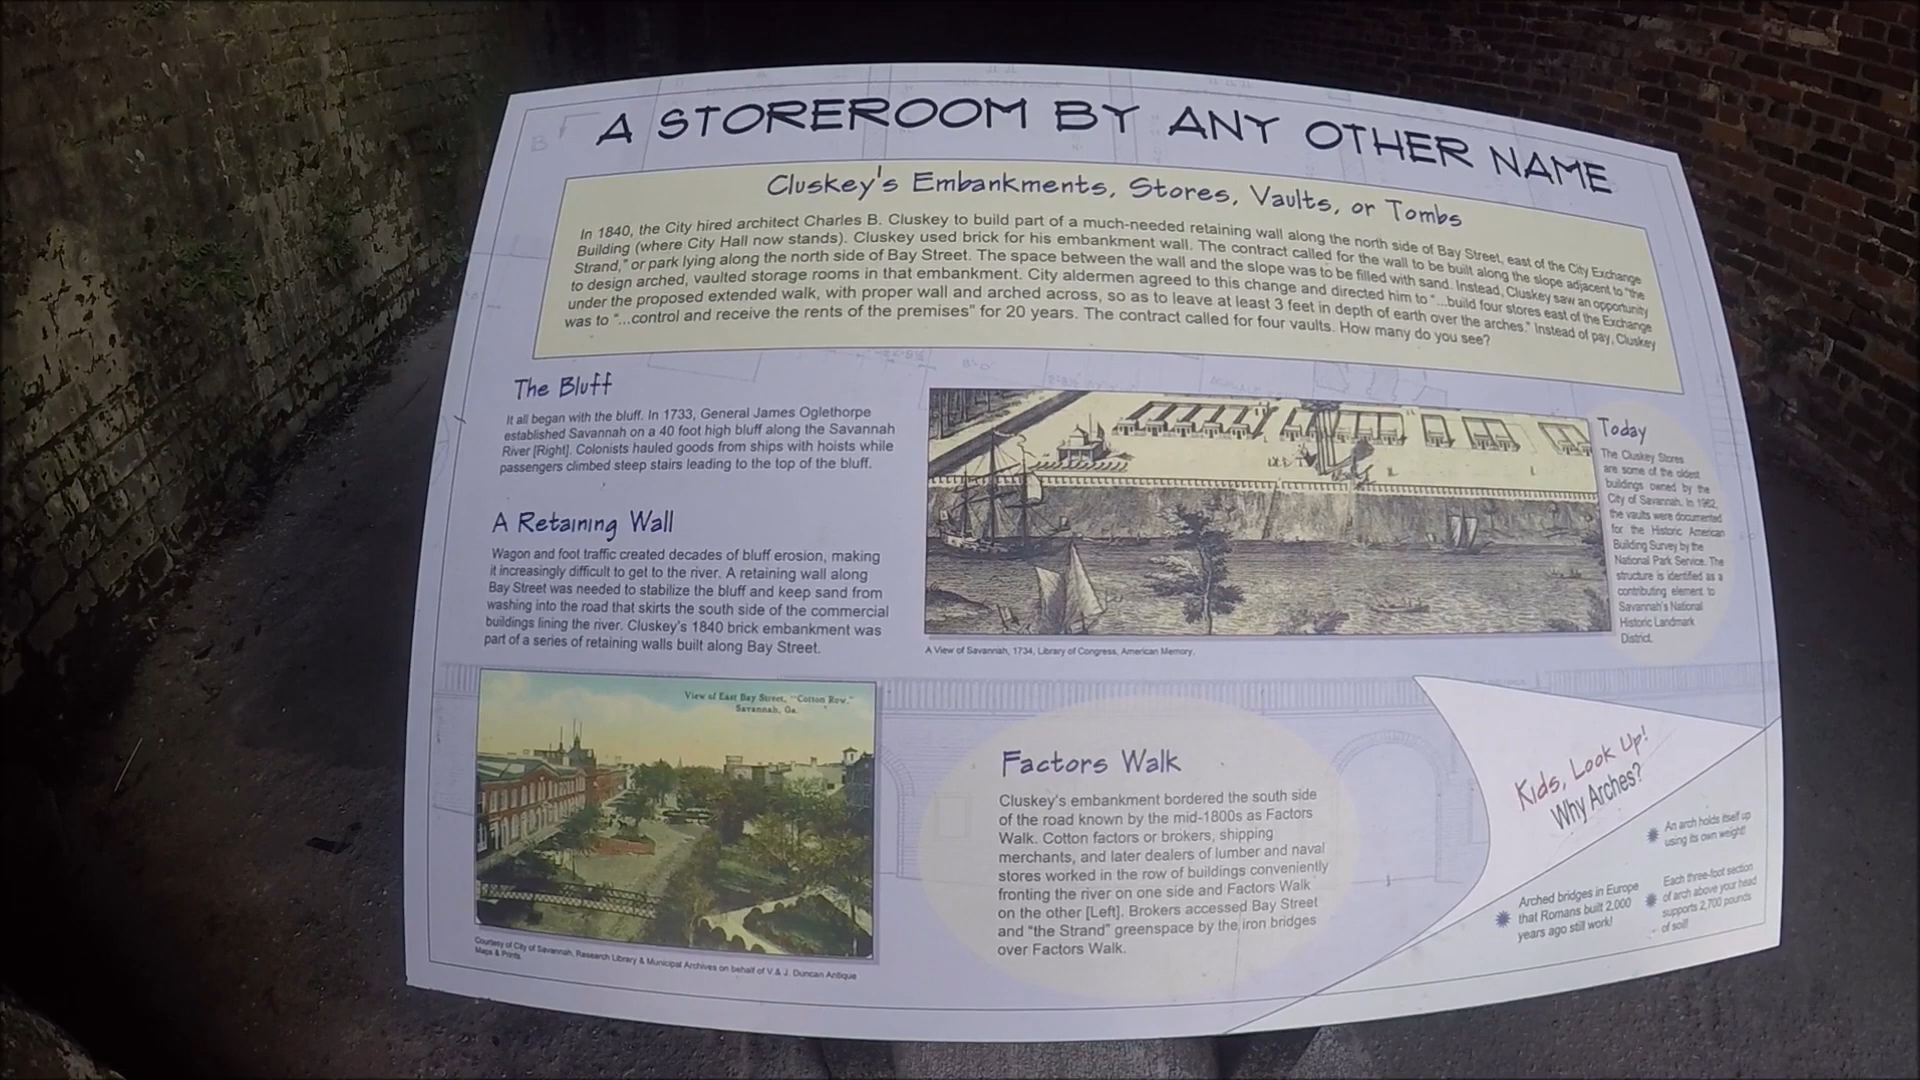 A STOREROOM BY ANY OTHER NAME
Cluskey's Embankments, Stores, Vaults, or Tombs
In 1840, the City hired architect Charles B. Cluskey to build part of a much-needed retaining wall along the north side of Bay Street, east of the City Exchange
Building (where City Hall now stands). Cluskey used brick for his embankment wall. The contract called for the wall to be built along the slope adjacent to "the
Strand," or park lying along the north side of Bay Street. The space between the wall and the slope was to be filled with sand. Instead, Cluskey saw an opportunity
to design arched, vaulted storage rooms in that embankment. City aldermen agreed to this change and directed him to "...build four stores east of the Exchange
under the proposed extended walk, with proper wall and arched across, so as to leave at least 3 feet in depth of earth over the arches." Instead of pay, Cluskey
was to "...control and receive the rents of the premises" for 20 years. The contract called for four vaults. How many do you see?
The Bluff
It all began with the bluff. In 1733, General James Oglethorpe
established Savannah on a 40 foot high bluff along the Savannah
River [Right]. Colonists hauled goods from ships with hoists while
passengers climbed steep stairs leading to the top of the bluff.
A Retaining Wall
Wagon and foot traffic created decades of bluff erosion, making
it increasingly difficult to get to the river. A retaining wall along
Bay Street was needed to stabilize the bluff and keep sand from
washing into the road that skirts the south side of the commercial
buildings lining the river. Cluskey's 1840 brick embankment was
part of a series of retaining walls built along Bay Street.
A View of Savannah, 1734, Library of Congress, American Memory.
Today
The Cluskey Stores
are some of the oldest
buildings owned by the
City of Savannah. In 1962,
the vaults were documented
for the Historic American
Building Survey by the
National Park Service. The
structure is identified as a
contributing element to
Savannah's National
Historic Landmark
District.
View of East Bay Street, "Cotton Row,"
Savannah, Ga.
Courtesy of City of Savannah, Research Library & Municipal Archives on behalf of V & J. Duncan Antique
Maps & Prints.
Factors Walk
Cluskey's embankment bordered the south side
of the road known by the mid-1800s as Factors
Walk. Cotton factors or brokers, shipping
merchants, and later dealers of lumber and naval
stores worked in the row of buildings conveniently
fronting the river on one side and Factors Walk
on the other [Left]. Brokers accessed Bay Street
and "the Strand" greenspace by the iron bridges
over Factors Walk.
Kids, Look Up!
Why Arches?
An arch holds itself up
using its own weight!
Each three-foot section
of arch above your head
supports 2,700 pounds
of soil!
Arched bridges in Europe
that Romans built 2,000
years ago still work!